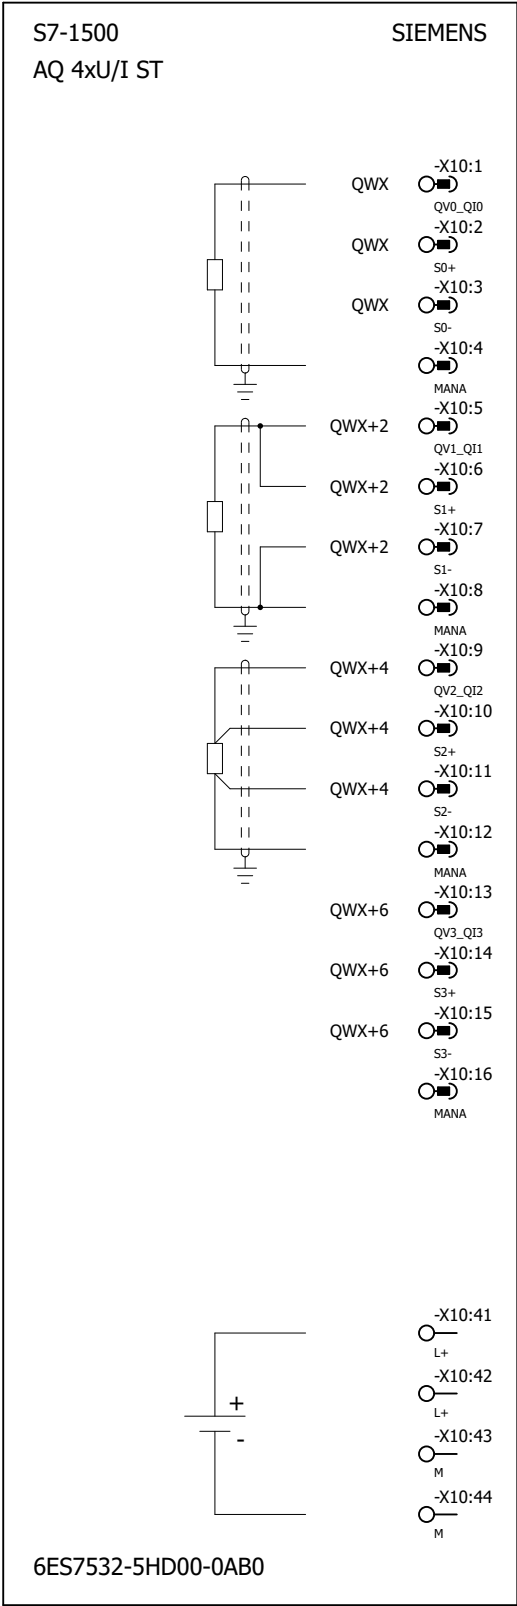 S7-1500 SIEMENS
AQ 4xU/I ST
-X10:1
QWX
QV0_QI0
-X10:2
QWX
S0+
-X10:3
QWX
S0-
-X10:4
MANA
-X10:5
QWX+2
QV1_QI1
-X10:6
QWX+2
S1+
-X10:7
QWX+2
S1-
-X10:8
MANA
-X10:9
QWX+4
QV2_QI2
-X10:10
QWX+4
S2+
-X10:11
QWX+4
S2-
-X10:12
MANA
-X10:13
QWX+6
QV3_QI3
-X10:14
QWX+6
S3+
-X10:15
QWX+6
S3-
-X10:16
MANA
-X10:41
L+
-X10:42
+
L+
-X10:43
-
M
-X10:44
M
6ES7532-5HD00-0AB0